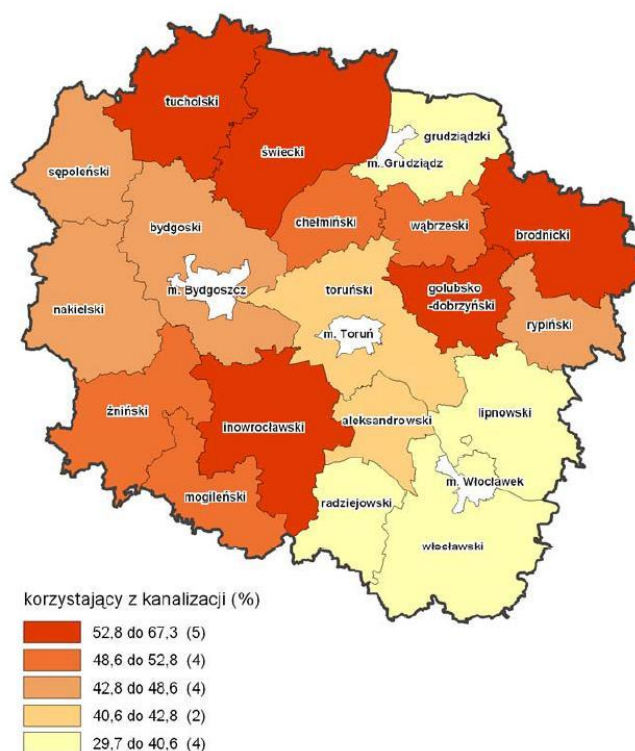 tucholski
świecki
grudziądzki
m. Grudziądz
sępoleński
bydgoski
chełmiński
wąbrzeski
brodnicki
m. Bydgoszcz
toruński
golubsko
-dobrzyński
nakielski
m. Toruń
rypiński
żniński
inowrocławski
aleksandrowski
lipnowski
mogileński
radziejowski
m. Włocławek
włocławski
korzystający z kanalizacji (%)
52,8 do 67,3 (5)
48,6 do 52,8 (4)
42,8 do 48,6 (4)
40,6 do 42,8 (2)
29,7 do 40,6 (4)